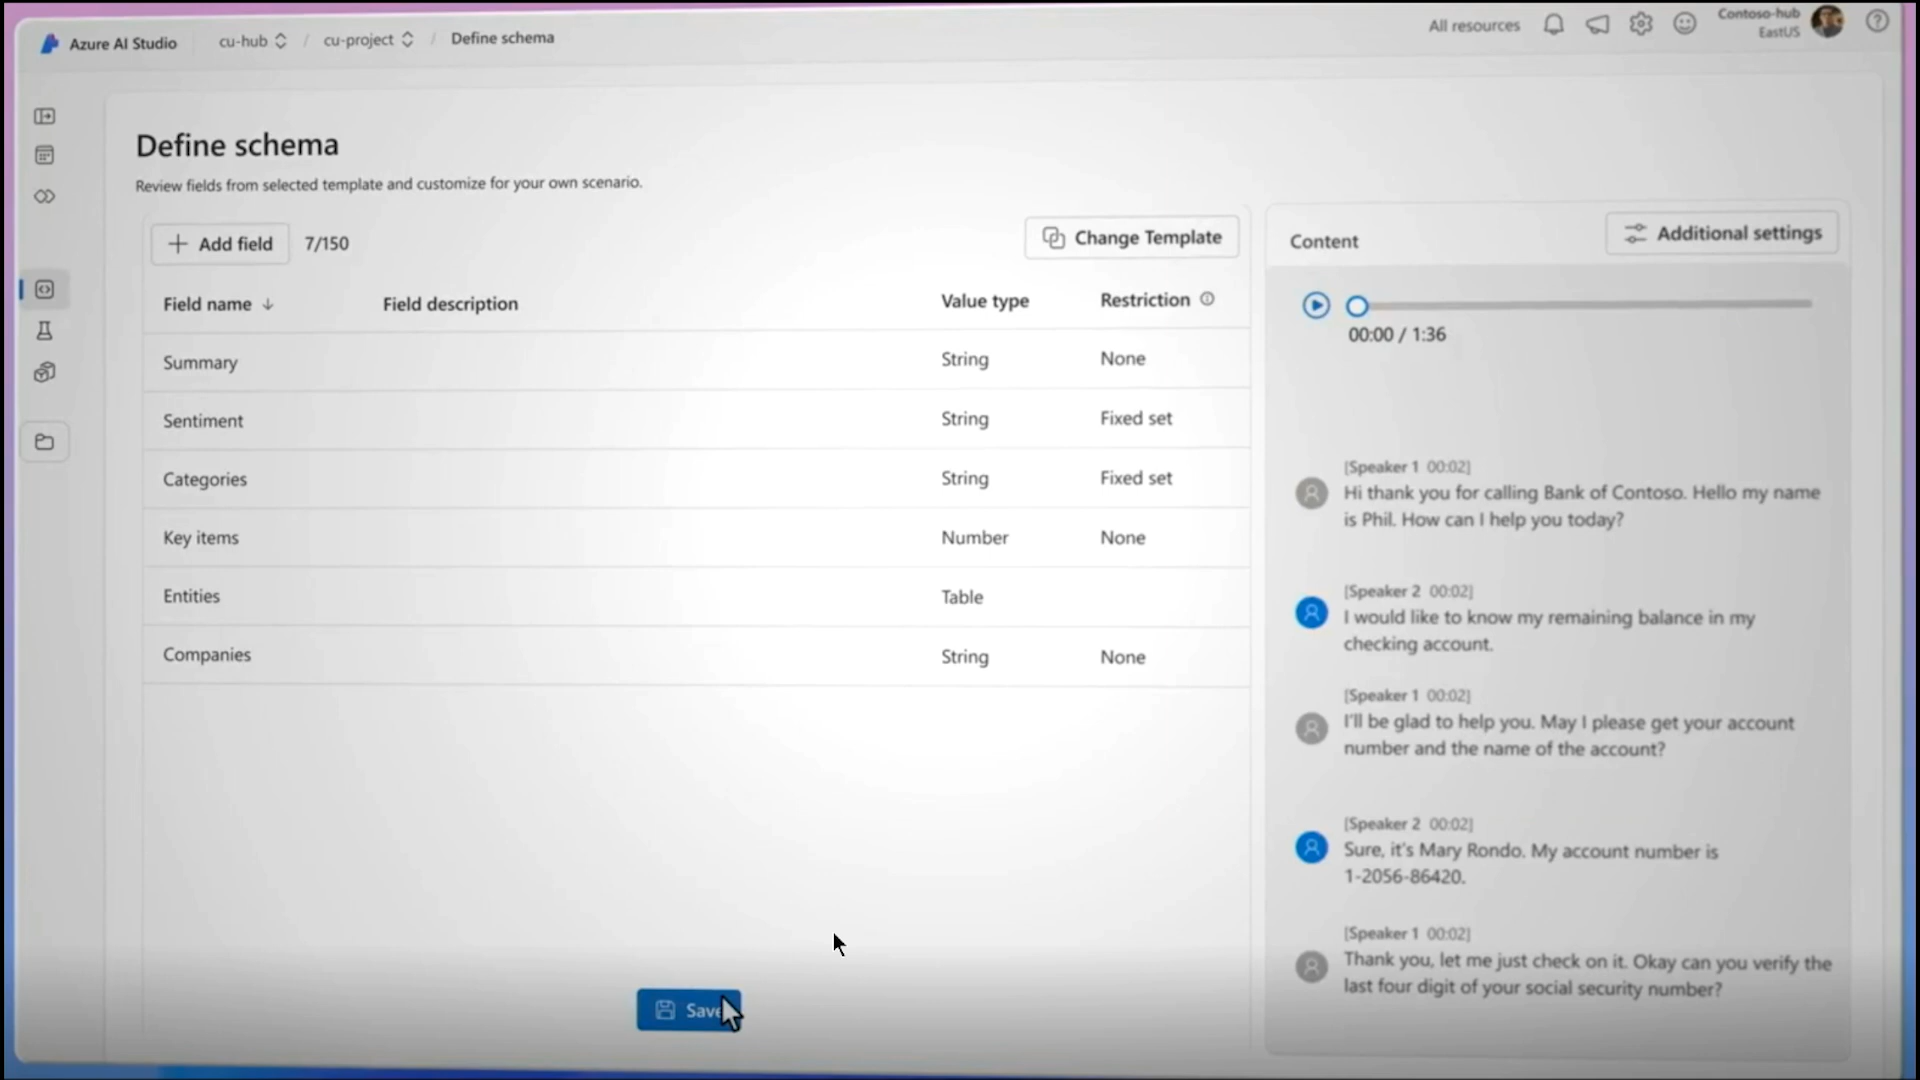 Azure AI Studio cu-hub / cu-project / Define schema
All resources
Contoso-hub
EastUS
Define schema
Review fields from selected template and customize for your own scenario.
Add field 7/150
Change Template
Field name Field description Value type Restriction
Summary String None
Sentiment String Fixed set
Categories String Fixed set
Key items Number None
Entities Table
Companies String None
Save
Content
Additional settings
00:00 / 1:36
[Speaker 1 00:02]
Hi thank you for calling Bank of Contoso. Hello my name
is Phil. How can I help you today?
[Speaker 2 00:02]
I would like to know my remaining balance in my
checking account.
[Speaker 1 00:02]
I'll be glad to help you. May I please get your account
number and the name of the account?
[Speaker 2 00:02]
Sure, it's Mary Rondo. My account number is
1-2056-86420.
[Speaker 1 00:02]
Thank you, let me just check on it. Okay can you verify the
last four digit of your social security number?